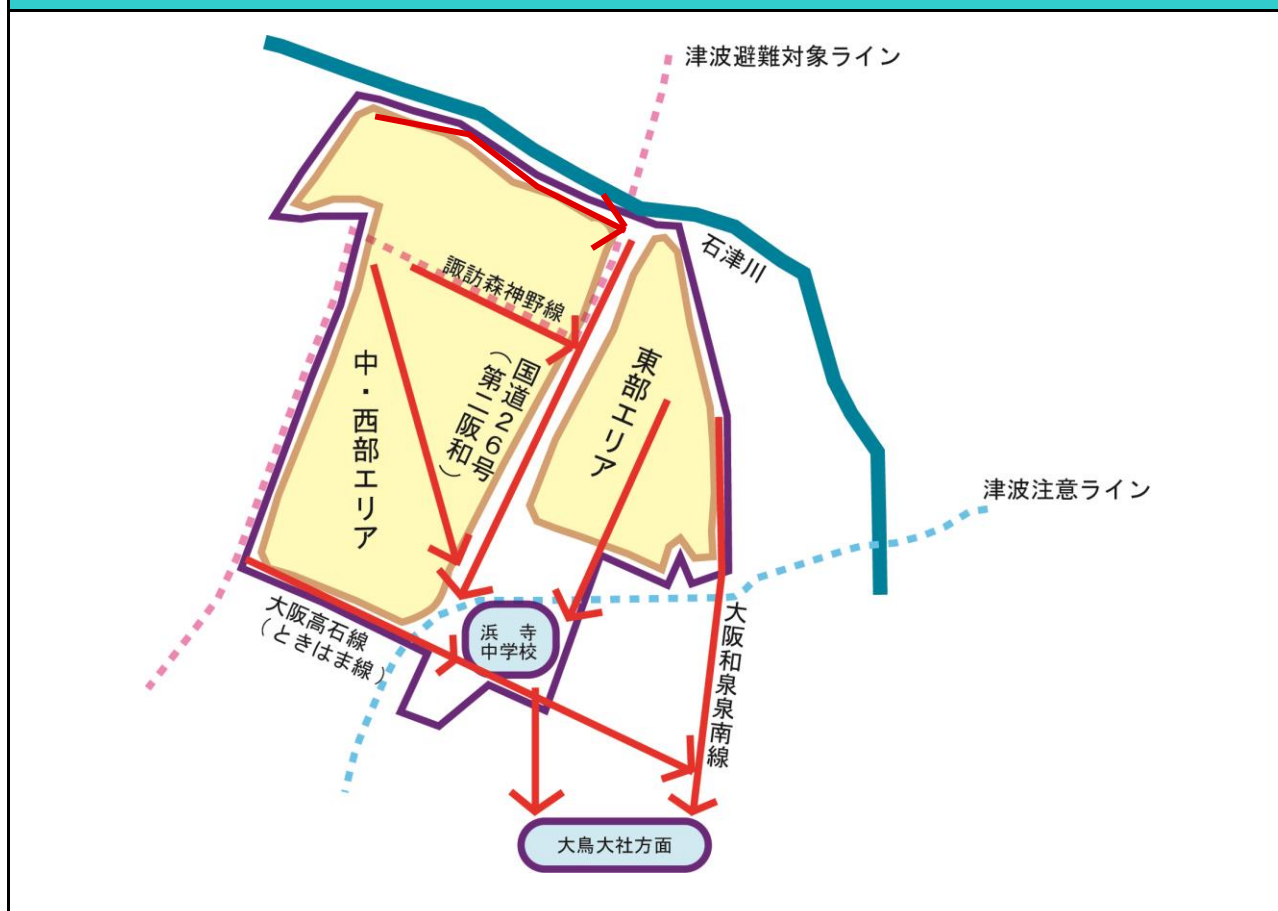 津波避難対象ライン
石津川
諏訪森神野線
国道26号
（第二阪和）
中・西部エリア
東部エリア
津波注意ライン
大阪高石線
（ときはま線）
浜 寺
中学校
大阪和泉泉南線
大鳥大社方面